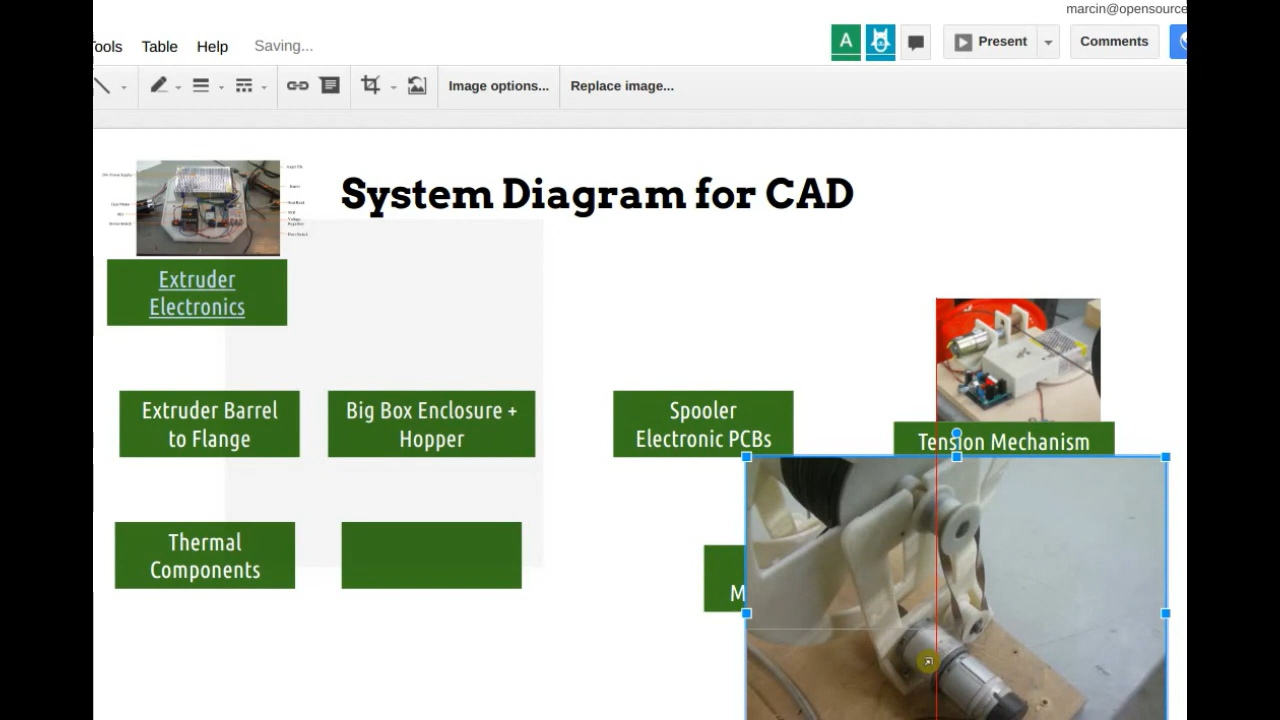 marcin@opensource
Tools Table Help Saving...
A
Present
Comments
Image options...
Replace image...
System Diagram for CAD
Extruder
Electronics
Extruder Barrel
to Flange
Big Box Enclosure +
Hopper
Spooler
Electronic PCBs
Tension Mechanism
Thermal
Components
M